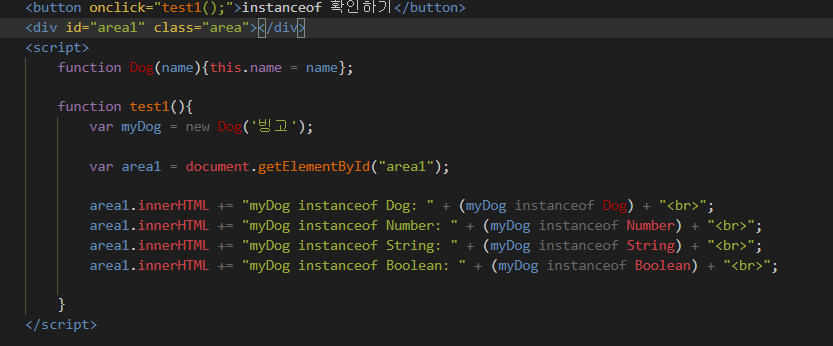 <button onclick="test1();">instanceof 확인하기</button>
<div id="area1" class="area"></div>
<script>
function Dog(name){this.name = name};
function test1(){
var myDog = new Dog('빙고');
var area1 = document.getElementById("area1");
area1.innerHTML += "myDog instanceof Dog: " + (myDog instanceof Dog) + "<br>";
area1.innerHTML += "myDog instanceof Number: " + (myDog instanceof Number) + "<br>";
area1.innerHTML += "myDog instanceof String: " + (myDog instanceof String) + "<br>";
area1.innerHTML += "myDog instanceof Boolean: " + (myDog instanceof Boolean) + "<br>";
}
</script>